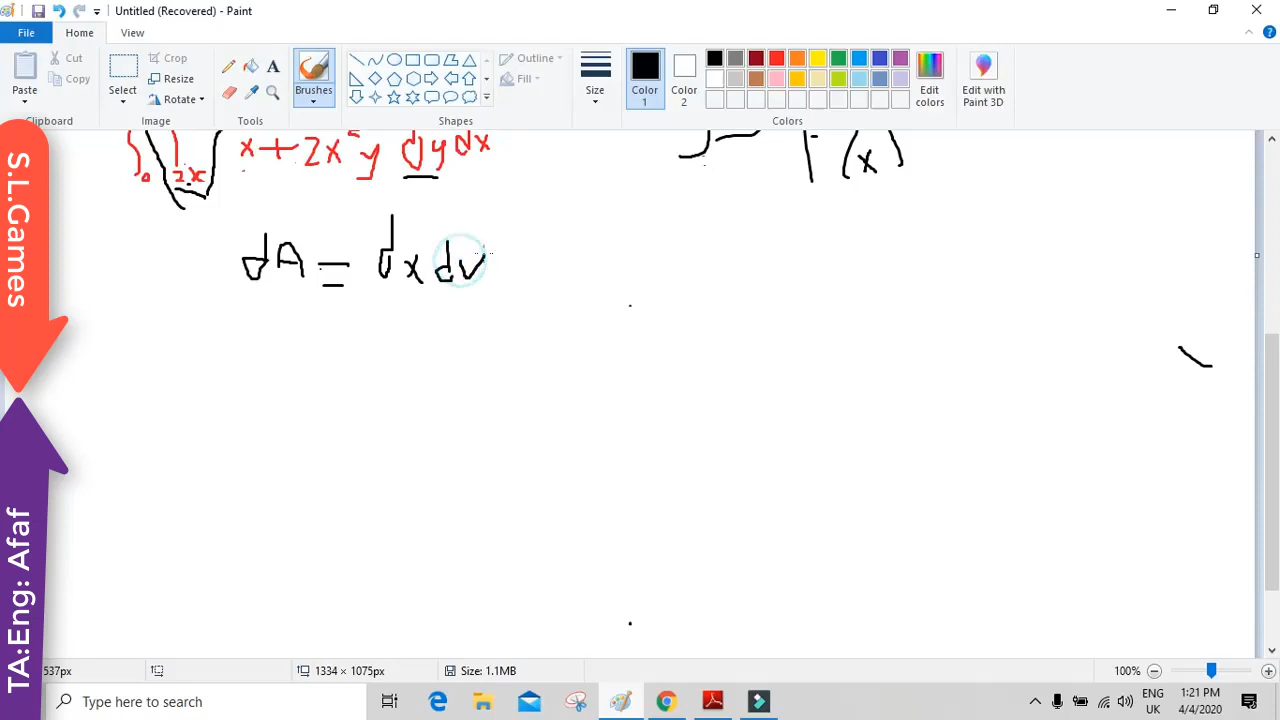 Untitled (Recovered) - Paint
File
Home
View
Paste
Cut
Copy
Clipboard
Select
Crop
Resize
Rotate
Image
A
Tools
Brushes
Outline
Fill
Shapes
Size
Color
1
Color
2
Edit
colors
Edit with
Paint 3D
Colors
x + 2x²y dy dx
2x
(x)
dA = dx dy
S.L.Games
TA:Eng: Afaf
537px
1334 × 1075px
Size: 1.1MB
100%
Type here to search
ENG
UK
1:21 PM
4/4/2020